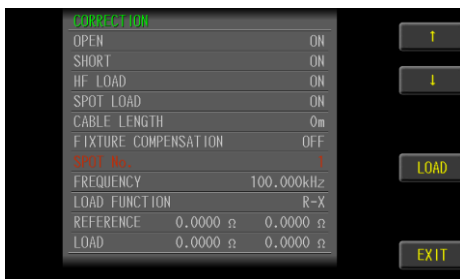 CORRECTION
OPEN ON
SHORT ON
HF LOAD ON
SPOT LOAD ON
CABLE LENGTH 0m
FIXTURE COMPENSATION OFF
SPOT No. 1
FREQUENCY 100.000kHz
LOAD FUNCTION R-X
REFERENCE 0.0000 Ω 0.0000 Ω
LOAD 0.0000 Ω 0.0000 Ω
↑
↓
LOAD
EXIT